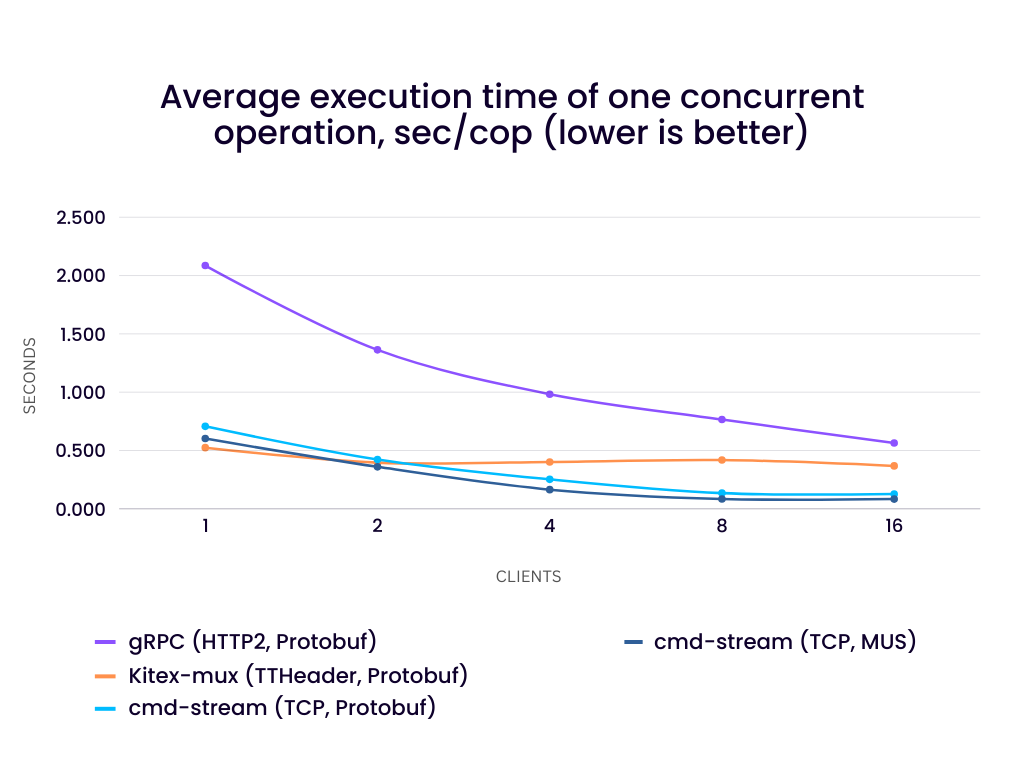 Average execution time of one concurrent
operation, sec/cop (lower is better)
2.500
2.000
1.500
1.000
0.500
0.000
SECONDS
1 2 4 8 16
CLIENTS
gRPC (HTTP2, Protobuf)
Kitex-mux (TTHeader, Protobuf)
cmd-stream (TCP, Protobuf)
cmd-stream (TCP, MUS)